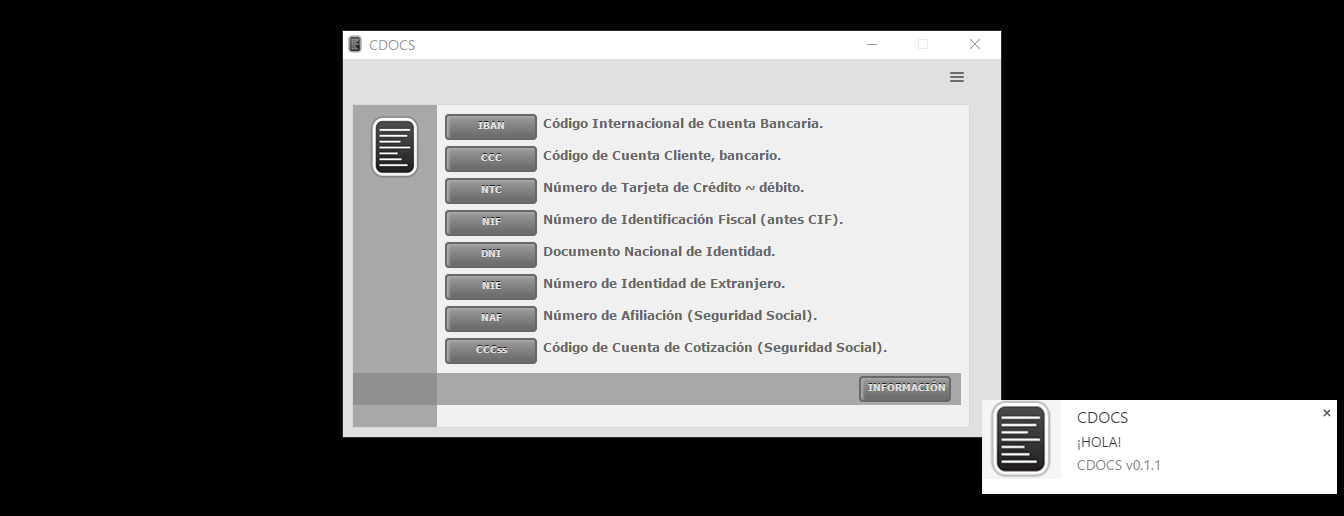 CDOCS
IBAN Código Internacional de Cuenta Bancaria.
CCC Código de Cuenta Cliente, bancario.
NTC Número de Tarjeta de Crédito ~ débito.
NIF Número de Identificación Fiscal (antes CIF).
DNI Documento Nacional de Identidad.
NIE Número de Identidad de Extranjero.
NAF Número de Afiliación (Seguridad Social).
CCCss Código de Cuenta de Cotización (Seguridad Social).
INFORMACIÓN
CDOCS
¡HOLA!
CDOCS v0.1.1